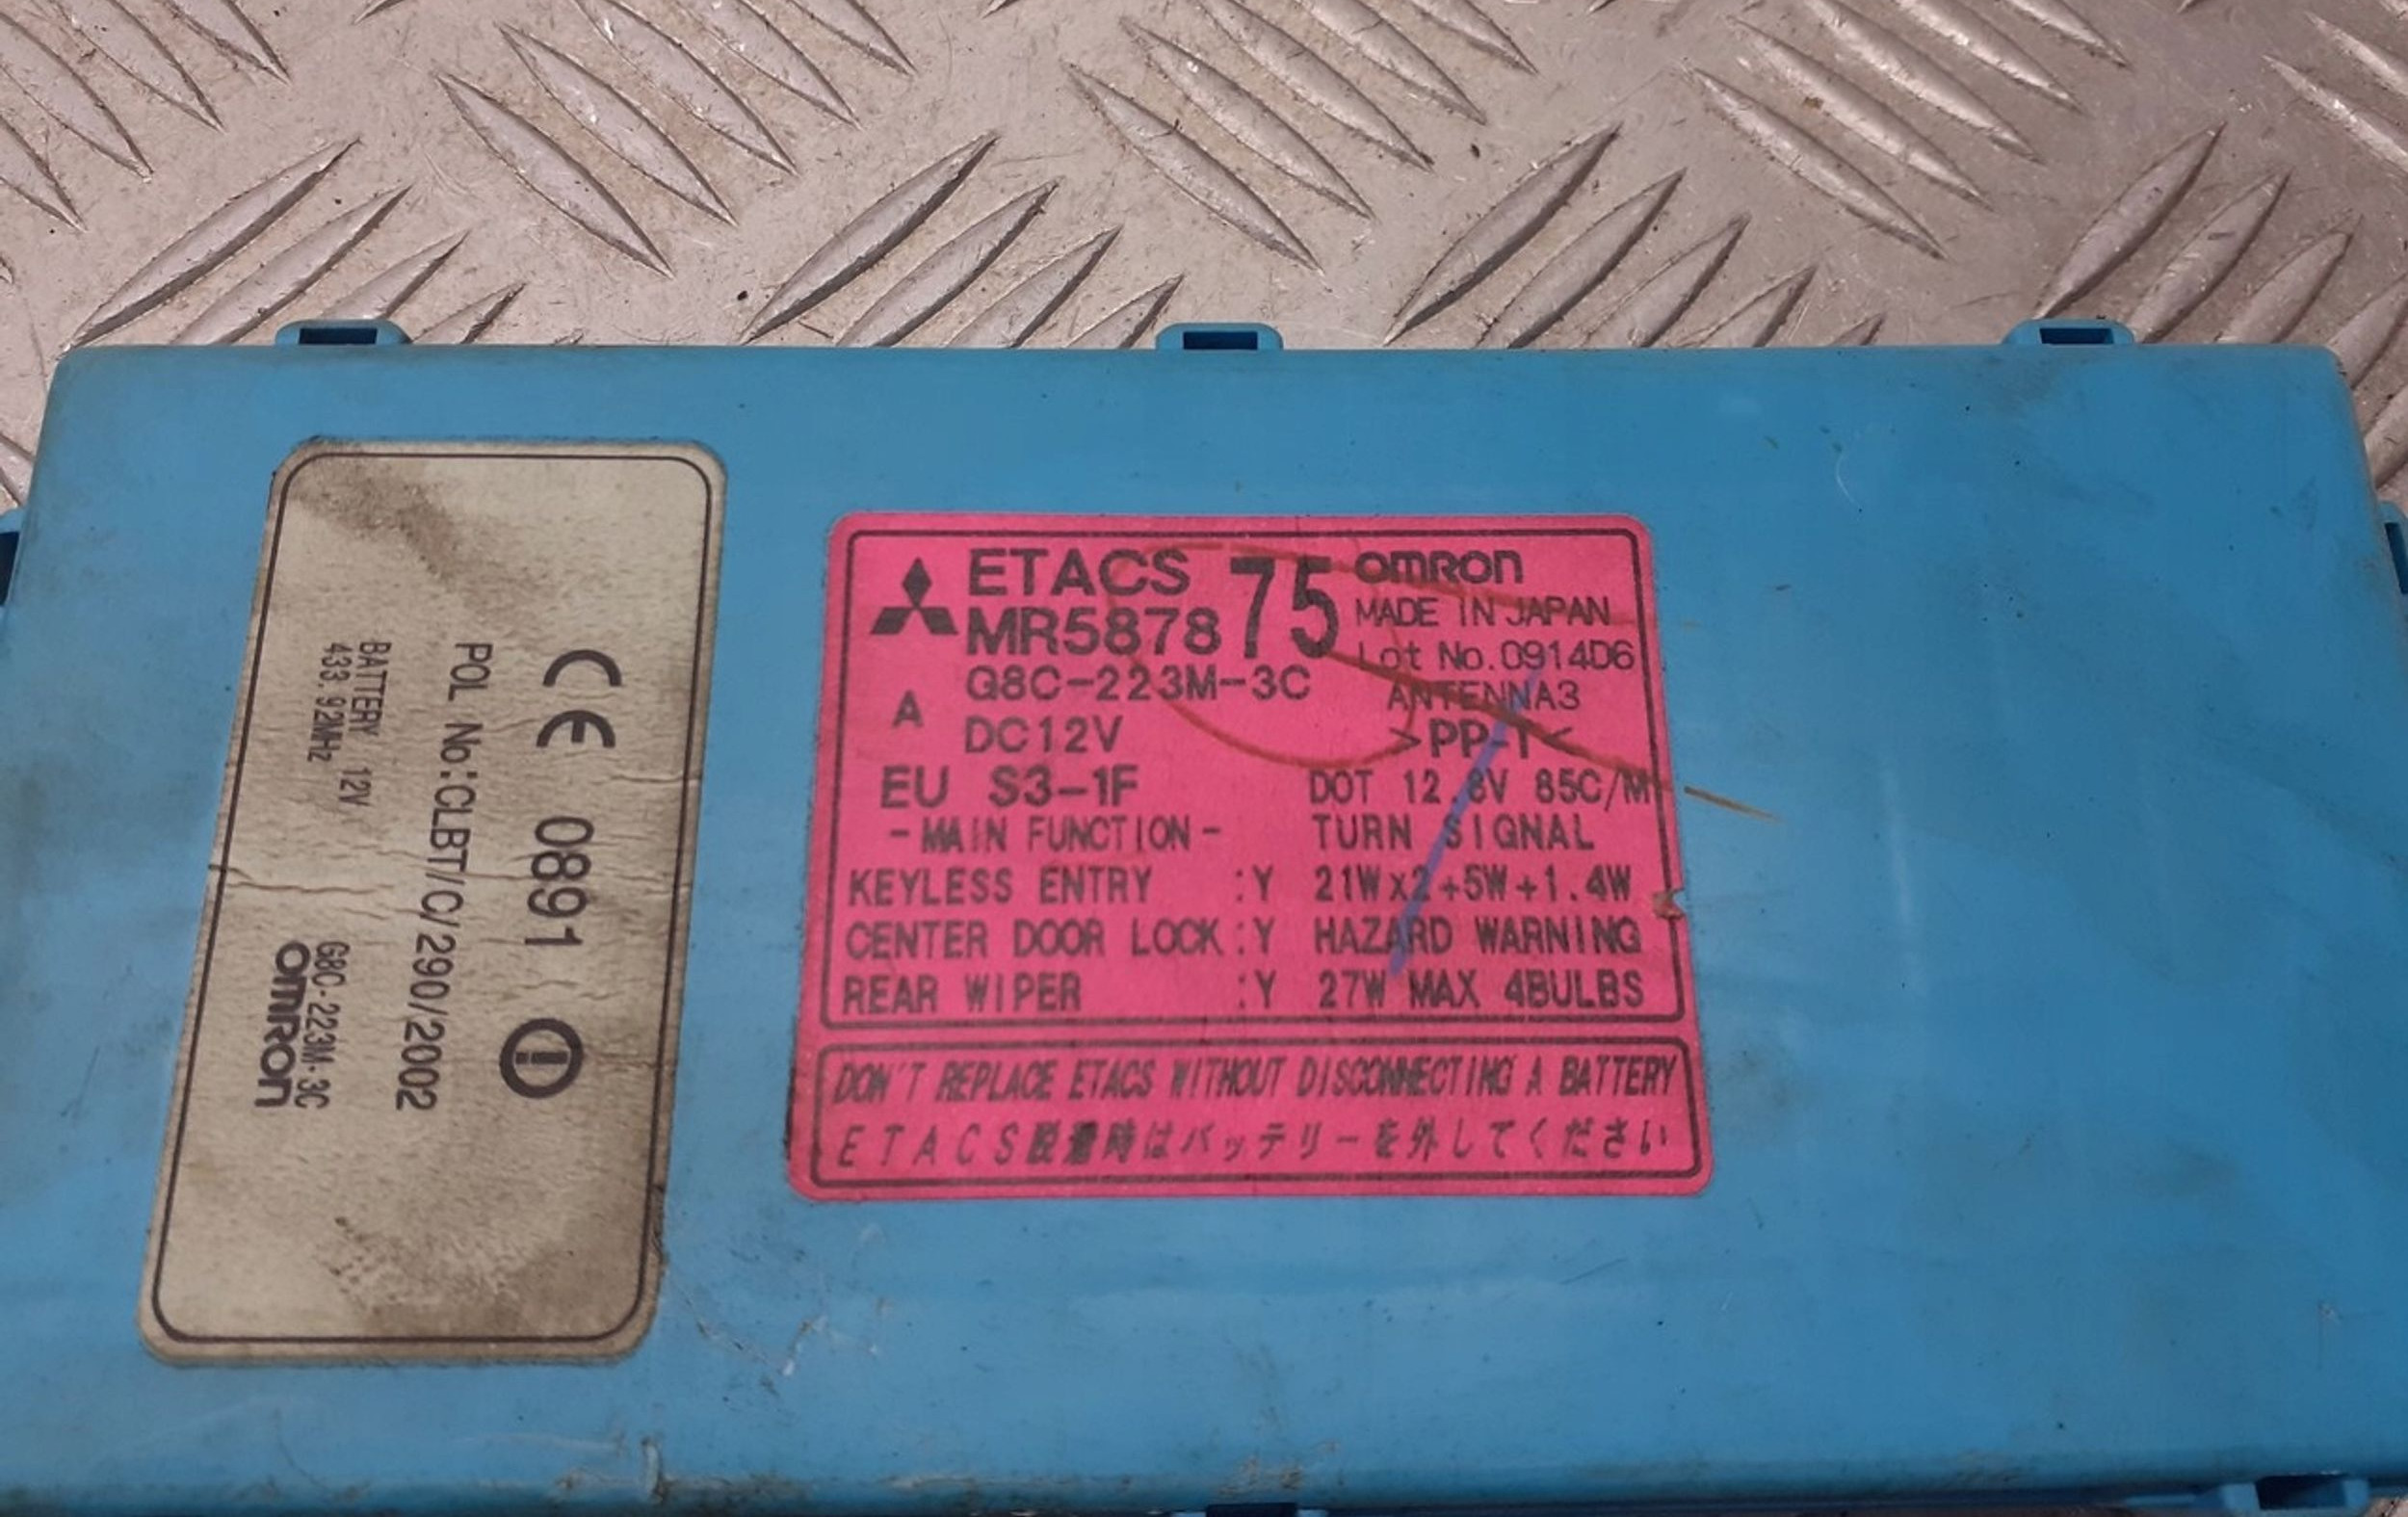 CE 0891
POL No:CLBT/C/290/2002
BATTERY 12V
433.92MHz
G8C-223M-3C
OMRON
ETACS
MR587875
G8C-223M-3C
A
DC12V
EU S3-1F
OMRON
MADE IN JAPAN
Lot No.0914D6
ANTENNA3
>PP-T<
DOT 12.8V 85C/M
-MAIN FUNCTION- TURN SIGNAL
KEYLESS ENTRY :Y 21Wx2+5W+1.4W
CENTER DOOR LOCK:Y HAZARD WARNING
REAR WIPER :Y 27W MAX 4BULBS
DON'T REPLACE ETACS WITHOUT DISCONNECTING A BATTERY
ETACS脱着時はバッテリーを外してください